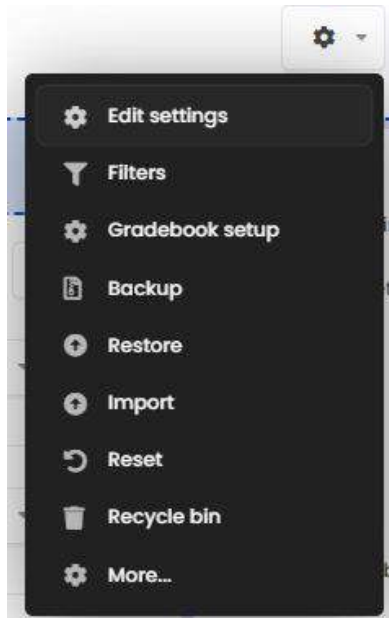 Edit settings
Filters
Gradebook setup
Backup
Restore
Import
Reset
Recycle bin
More...